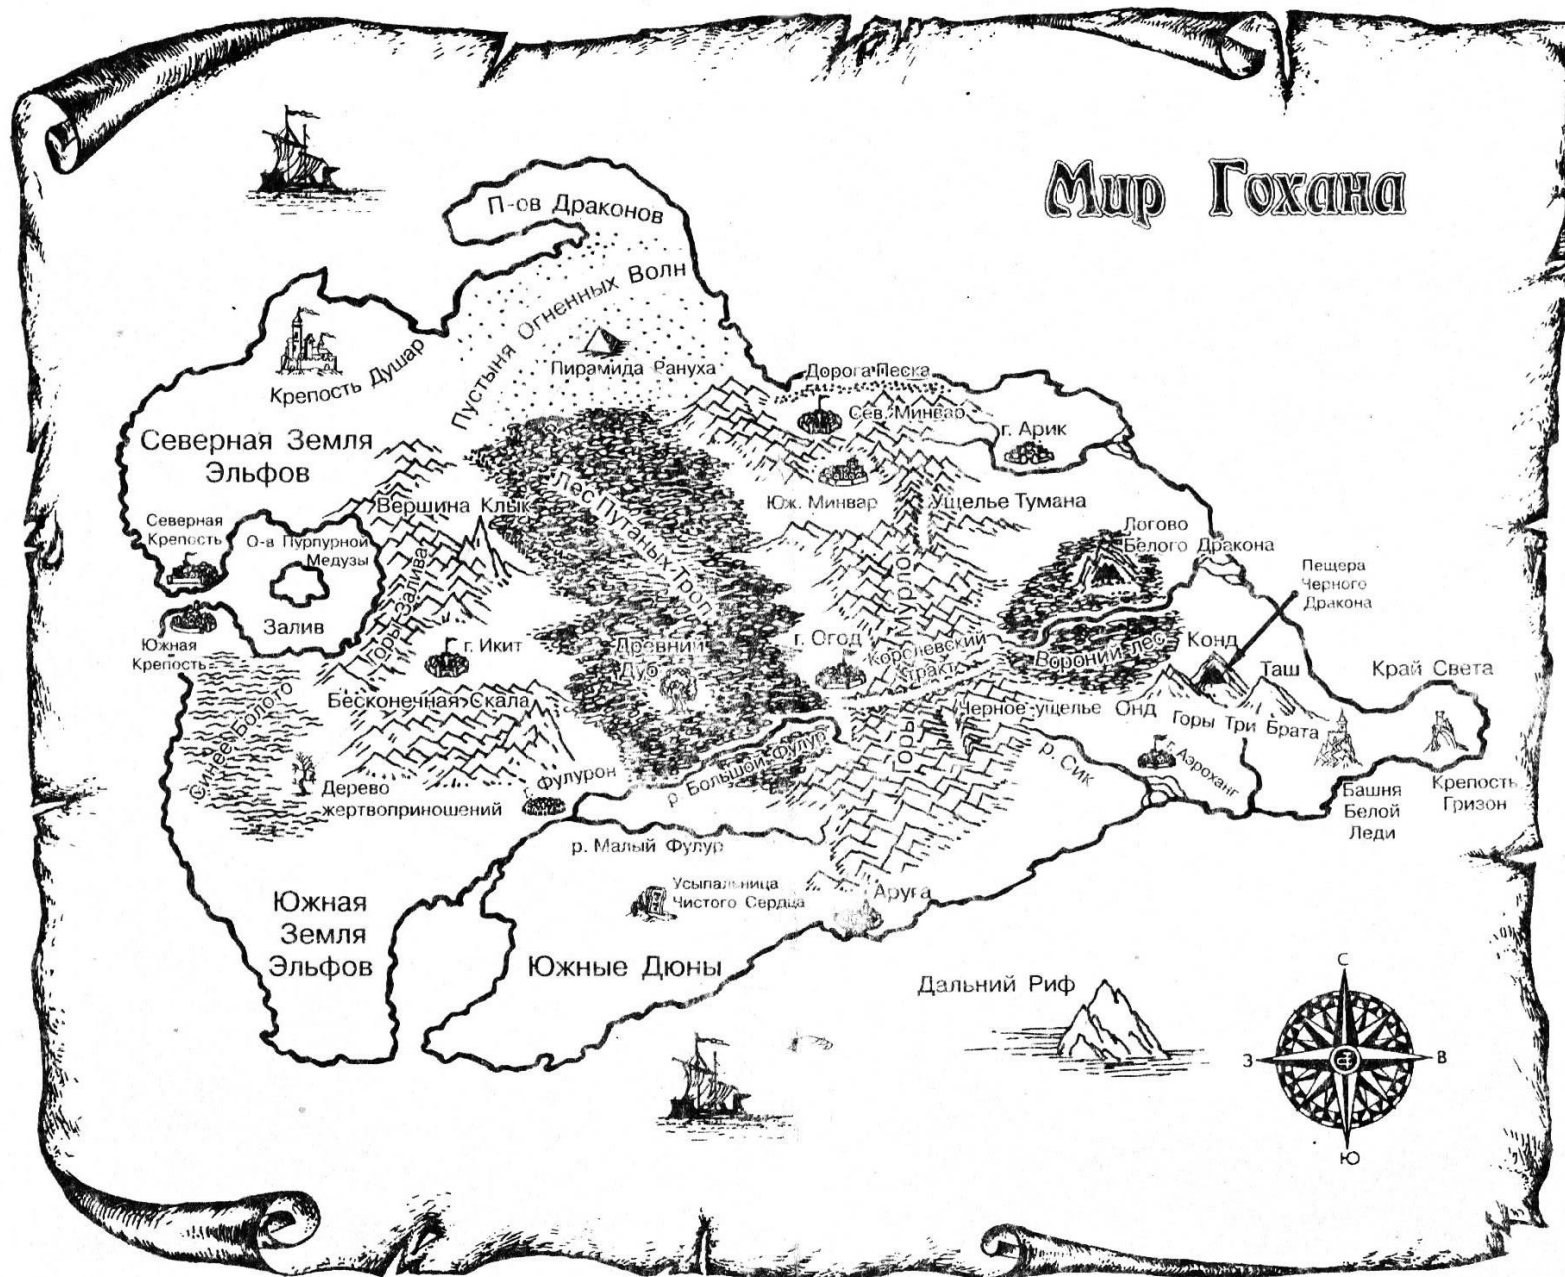 Мир Гохана
П-ов Драконов
Пустыня Огненных Волн
Пирамида Рануха
Крепость Душар
Дорога Песка
Сев. Минвар
г. Арик
Северная Земля
Эльфов
Вершина Клык
Лес Путаных Троп
Юж. Минвар
Ущелье Тумана
Северная
Крепость
О-в Пурпурной
Медузы
Залив
Горы Залива
Логово
Белого Дракона
Пещера
Черного
Дракона
Южная
Крепость
г. Икит
Древний
Дуб
г. Огод
Королевский
тракт
Горы Мурлок
Вороний лес
Конд
Таш
Край Света
Синее Болото
Бесконечная Скала
Черное ущелье
Онд
Горы Три Брата
р. Сик
г. Аэроханг
Дерево
жертвоприношений
Фулурон
р. Большой Фулур
Башня
Белой
Леди
Крепость
Гризон
р. Малый Фулур
Усыпальница
Чистого Сердца
Аруга
Южная
Земля
Эльфов
Южные Дюны
Дальний Риф
С
З
В
Ю